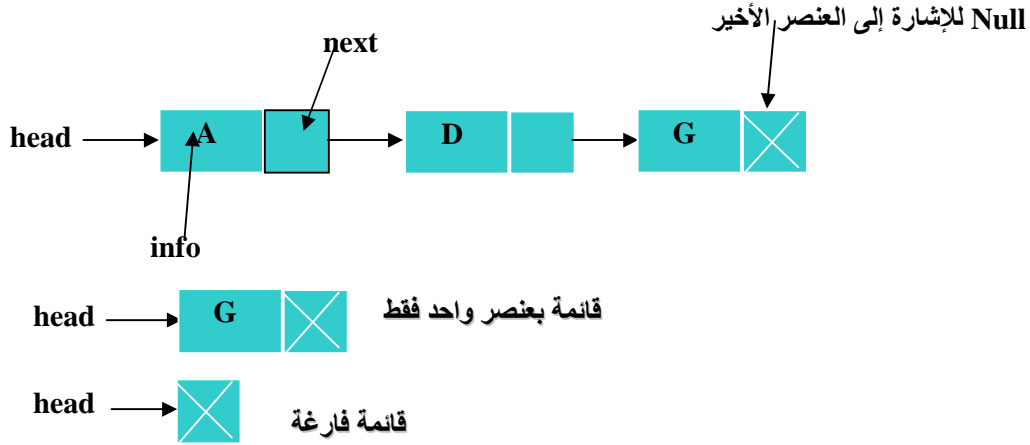 Null للإشارة إلى العنصر الأخير
next
head A D G
info
head G قائمة بعنصر واحد فقط
head
قائمة فارغة